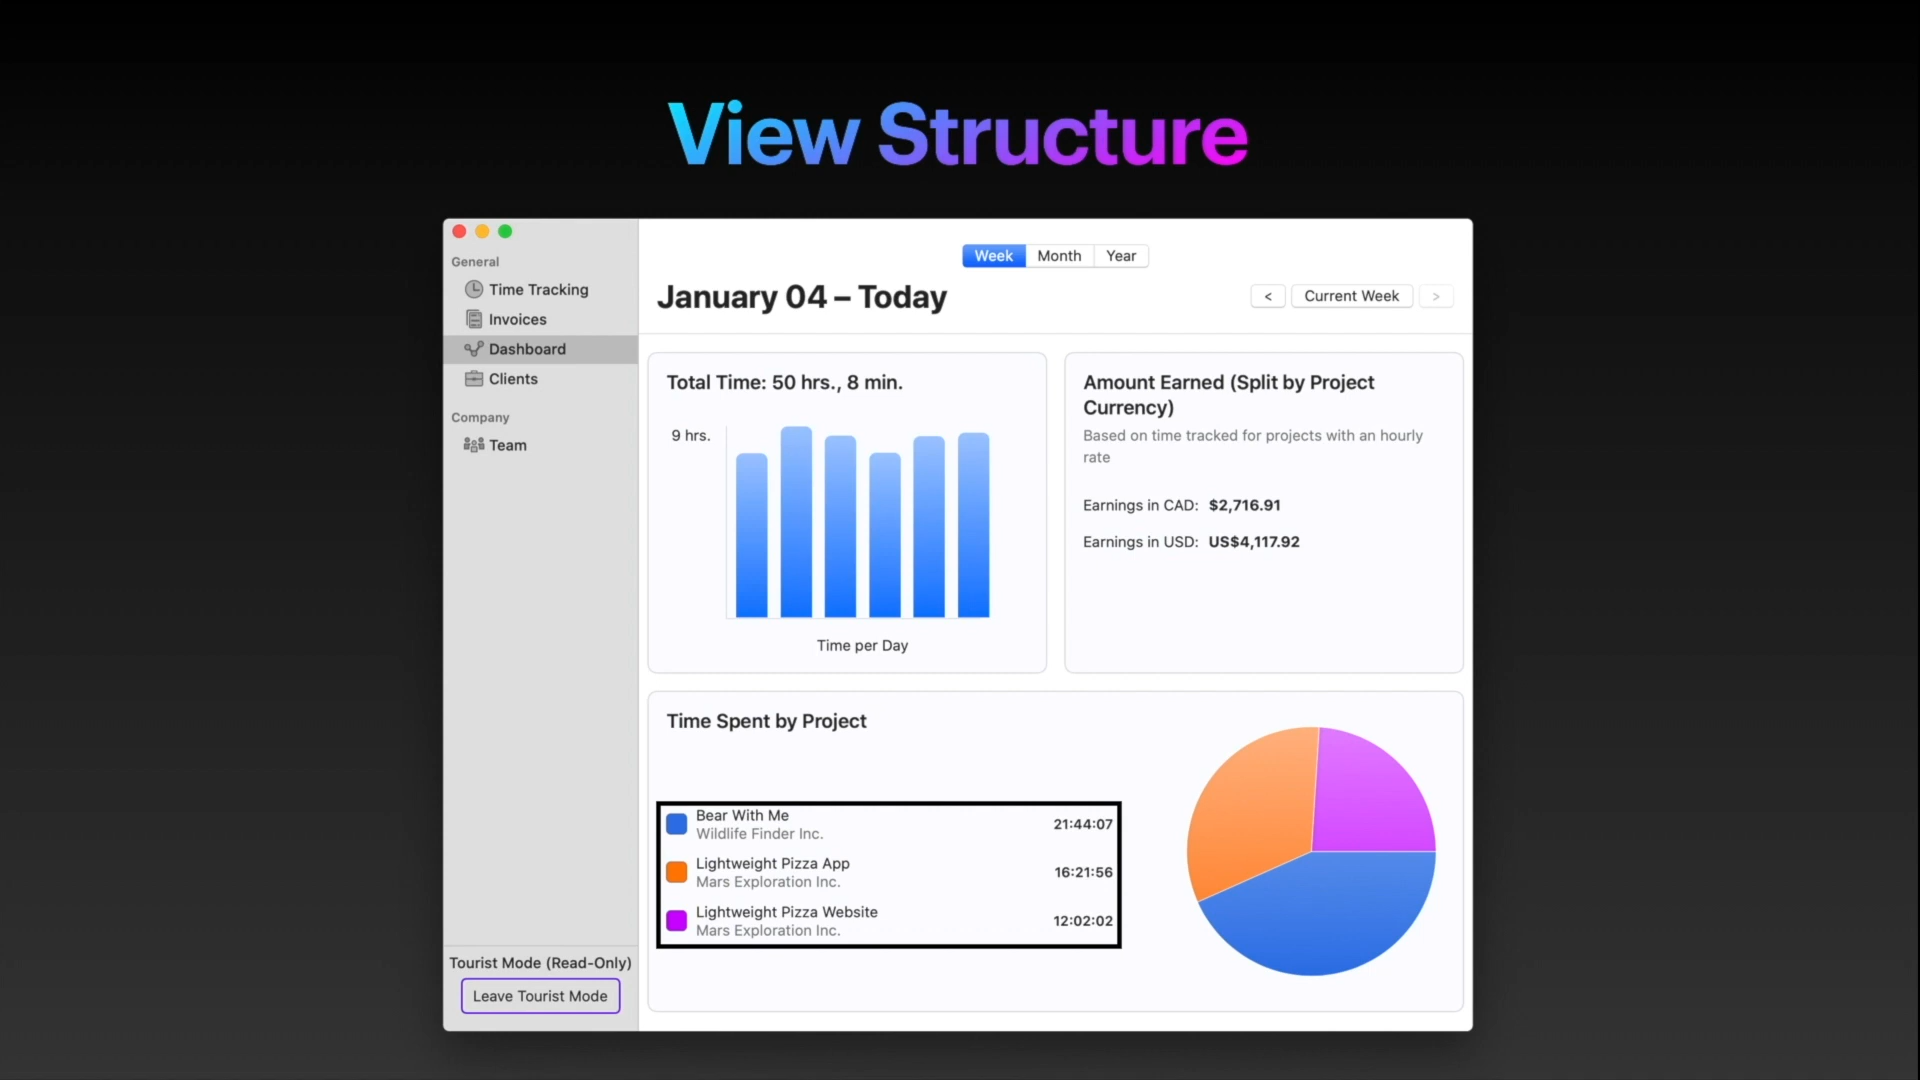 View Structure
General
Time Tracking
Invoices
Dashboard
Clients
Company
Team
Tourist Mode (Read-Only)
Leave Tourist Mode
Week Month Year
January 04 – Today
< Current Week >
Total Time: 50 hrs., 8 min.
9 hrs.
Time per Day
Amount Earned (Split by Project
Currency)
Based on time tracked for projects with an hourly
rate
Earnings in CAD: $2,716.91
Earnings in USD: US$4,117.92
Time Spent by Project
Bear With Me
Wildlife Finder Inc.
21:44:07
Lightweight Pizza App
Mars Exploration Inc.
16:21:56
Lightweight Pizza Website
Mars Exploration Inc.
12:02:02